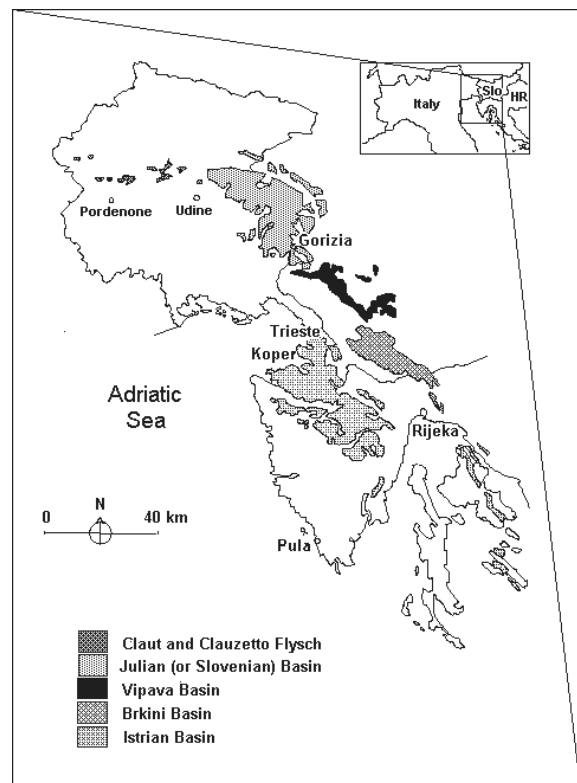 Italy
Slo
HR
Pordenone
Udine
Gorizia
Trieste
Koper
Adriatic
Sea
Rijeka
N
0 40 km
Pula
Claut and Clauzetto Flysch
Julian (or Slovenian) Basin
Vipava Basin
Brkini Basin
Istrian Basin